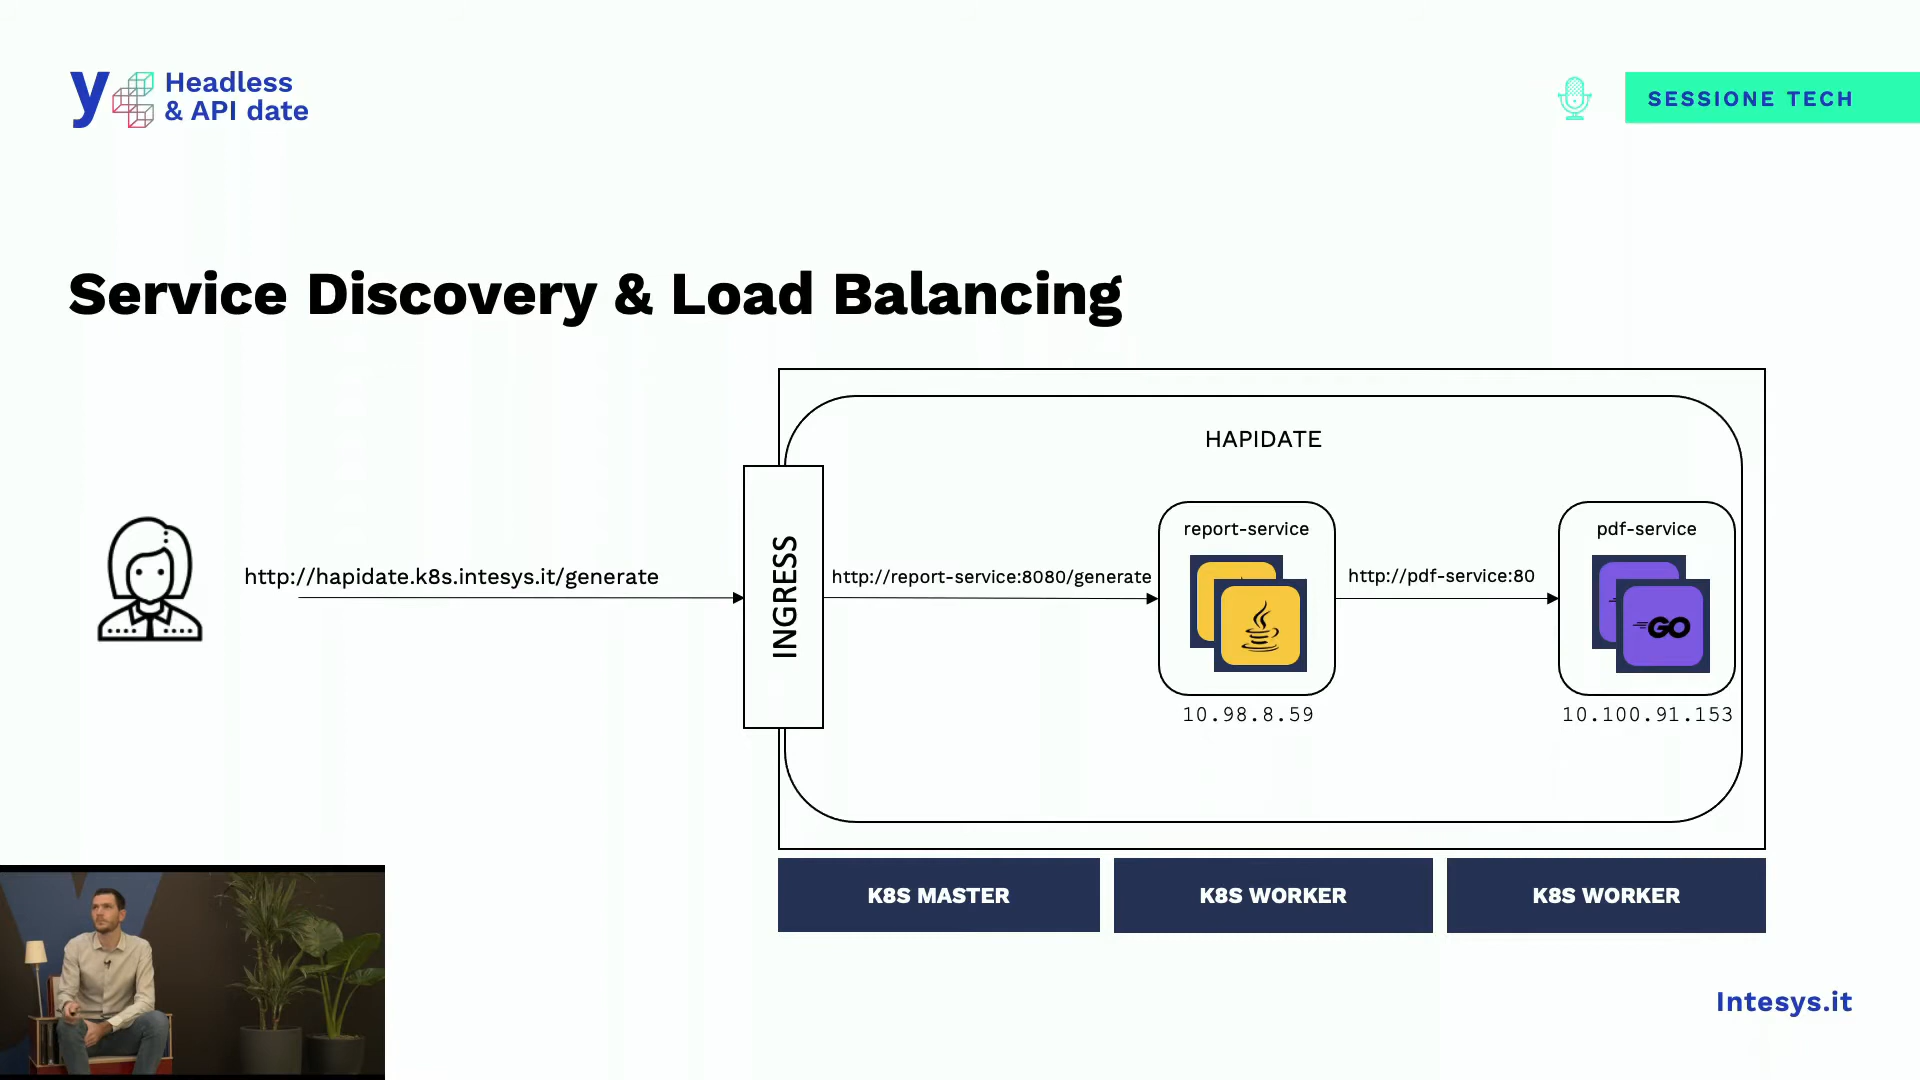 y
Headless
& API date
SESSIONE TECH
Service Discovery & Load Balancing
HAPIDATE
http://hapidate.k8s.intesys.it/generate
INGRESS
http://report-service:8080/generate
report-service
10.98.8.59
http://pdf-service:80
pdf-service
GO
10.100.91.153
K8S MASTER
K8S WORKER
K8S WORKER
Intesys.it